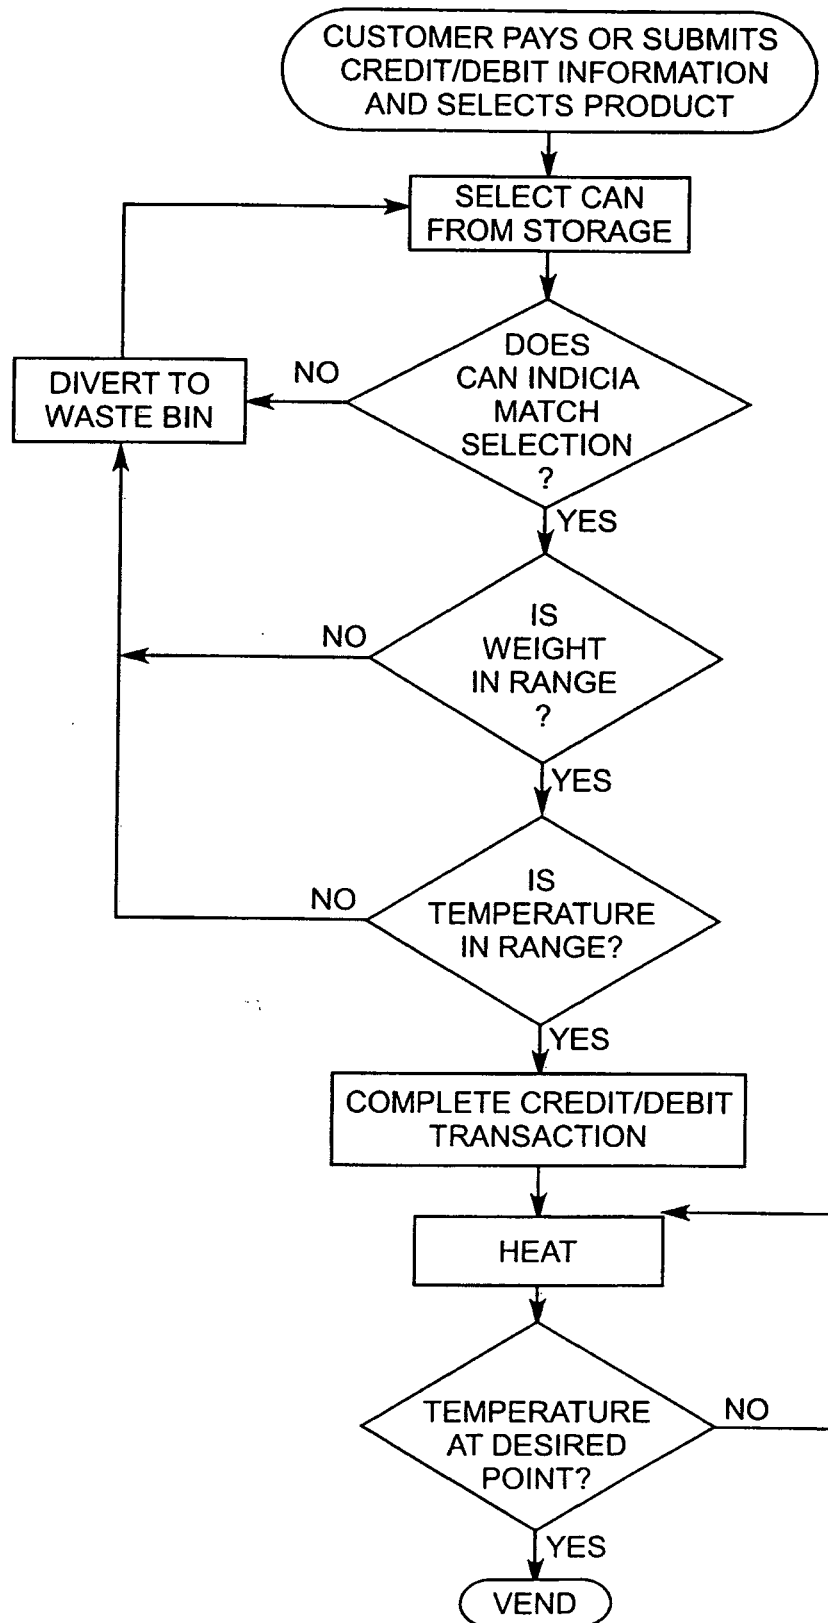 CUSTOMER PAYS OR SUBMITS
CREDIT/DEBIT INFORMATION
AND SELECTS PRODUCT
SELECT CAN
FROM STORAGE
DOES
CAN INDICIA
MATCH
SELECTION
?
NO
DIVERT TO
WASTE BIN
YES
IS
WEIGHT
IN RANGE
?
NO
YES
IS
TEMPERATURE
IN RANGE?
NO
YES
COMPLETE CREDIT/DEBIT
TRANSACTION
HEAT
TEMPERATURE
AT DESIRED
POINT?
NO
YES
VEND